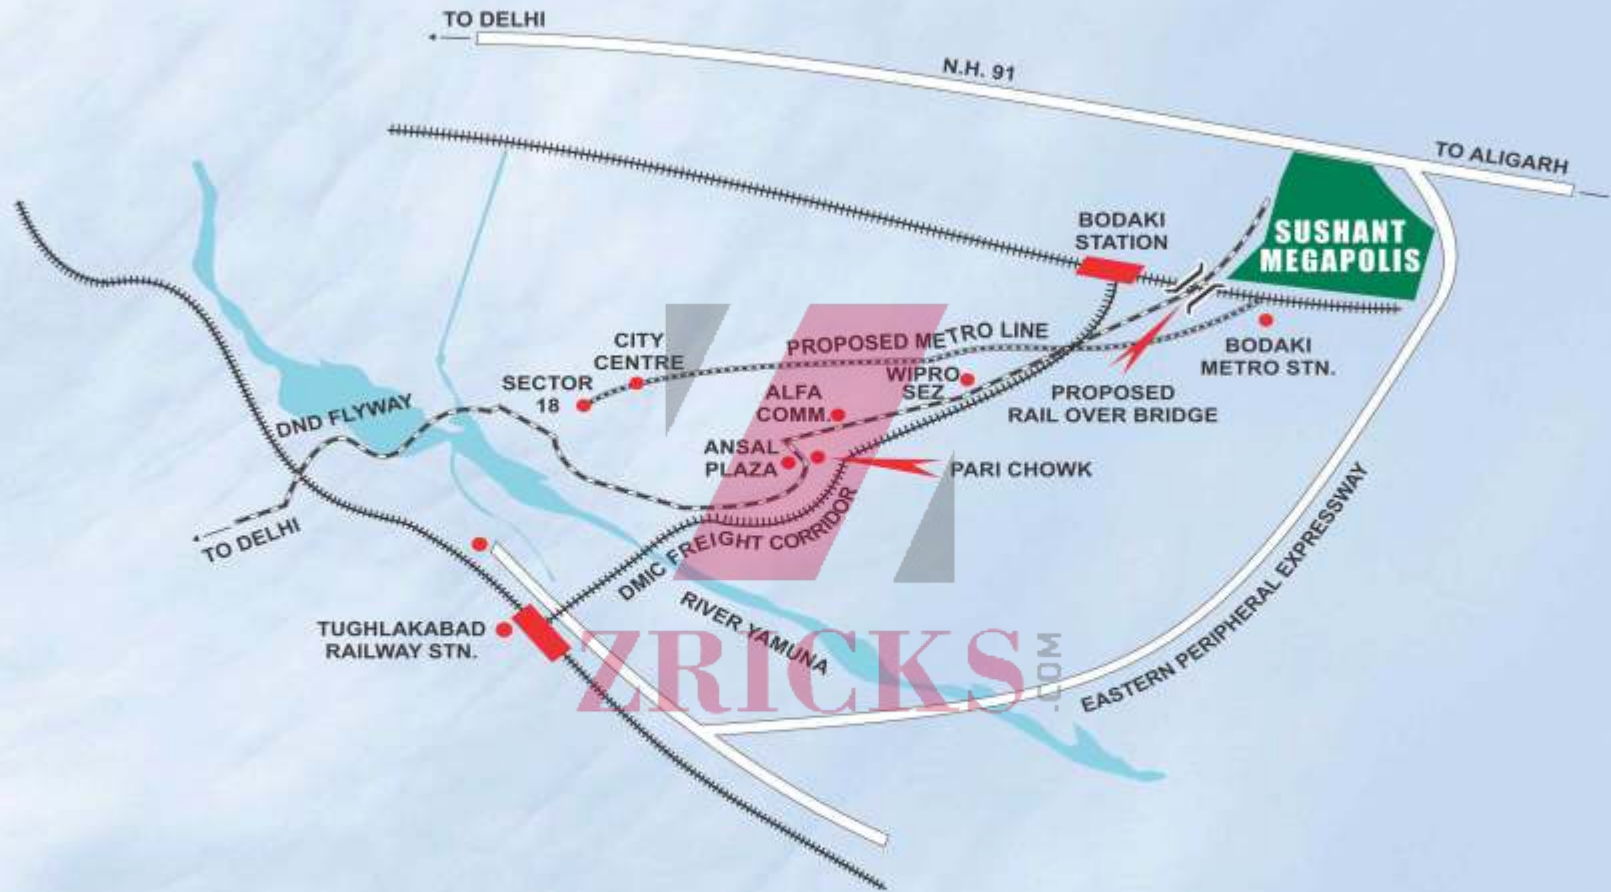 TO DELHI
N.H. 91
TO ALIGARH
BODAKI
STATION
SUSHANT
MEGAPOLIS
CITY
CENTRE
PROPOSED METRO LINE
BODAKI
METRO STN.
SECTOR
18
WIPRO
SEZ
ALFA
COMM.
PROPOSED
RAIL OVER BRIDGE
DND FLYWAY
ANSAL
PLAZA
PARI CHOWK
TO DELHI
DMIC FREIGHT CORRIDOR
EASTERN PERIPHERAL EXPRESSWAY
RIVER YAMUNA
TUGHLAKABAD
RAILWAY STN.
ZRICKS.COM